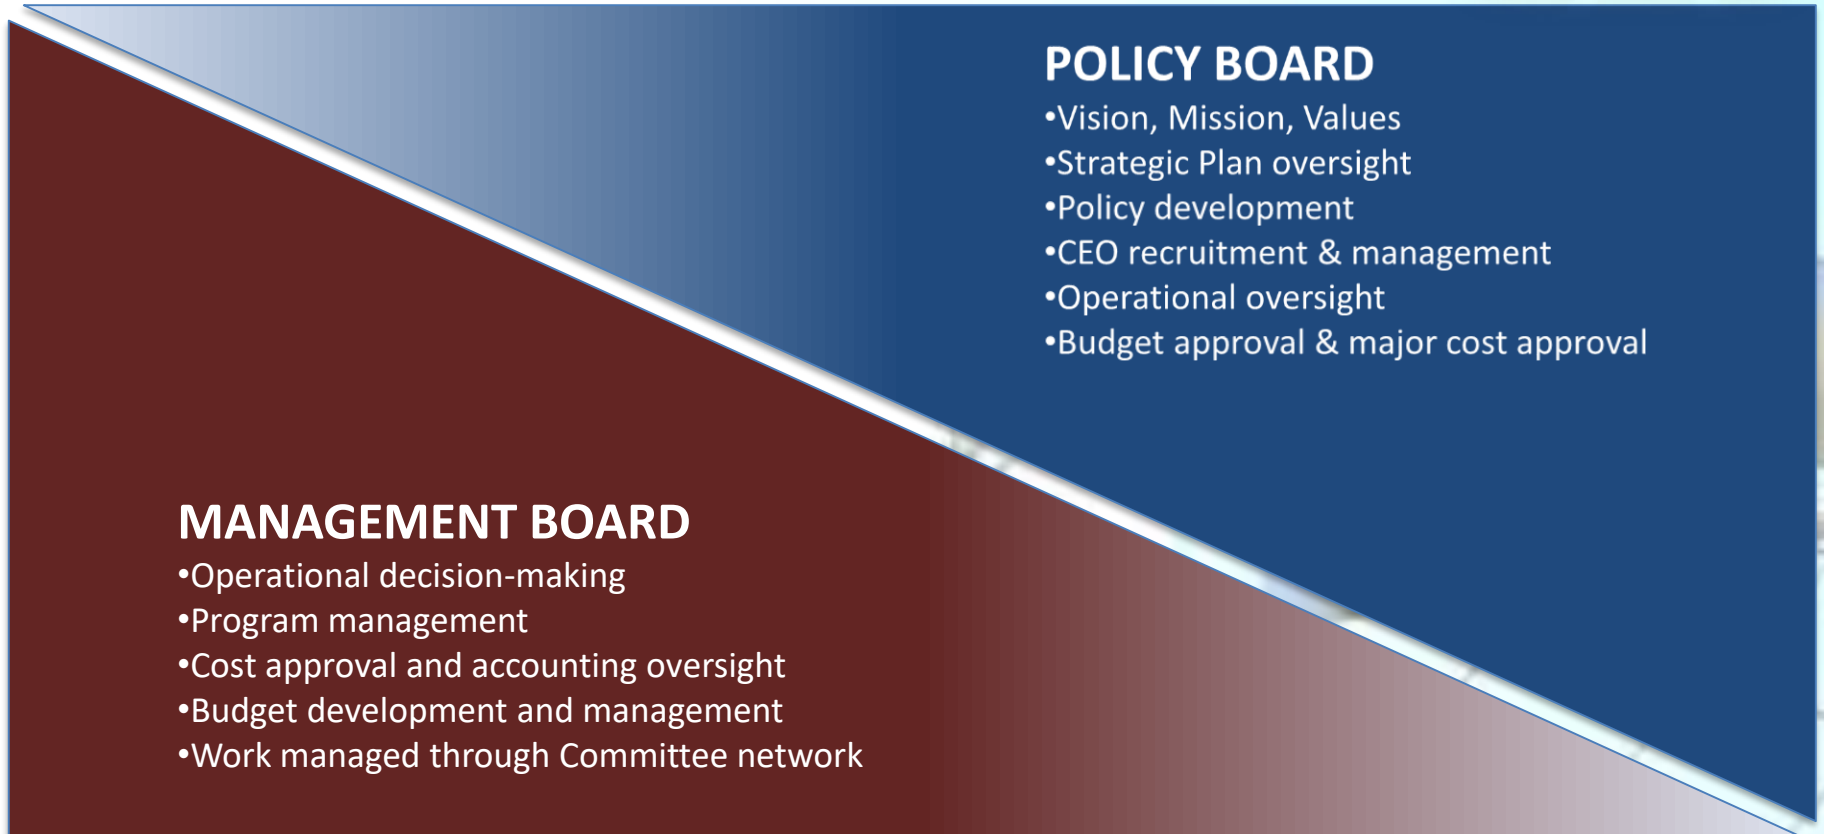 POLICY BOARD
•Vision, Mission, Values
•Strategic Plan oversight
•Policy development
•CEO recruitment & management
•Operational oversight
•Budget approval & major cost approval
MANAGEMENT BOARD
•Operational decision-making
•Program management
•Cost approval and accounting oversight
•Budget development and management
•Work managed through Committee network